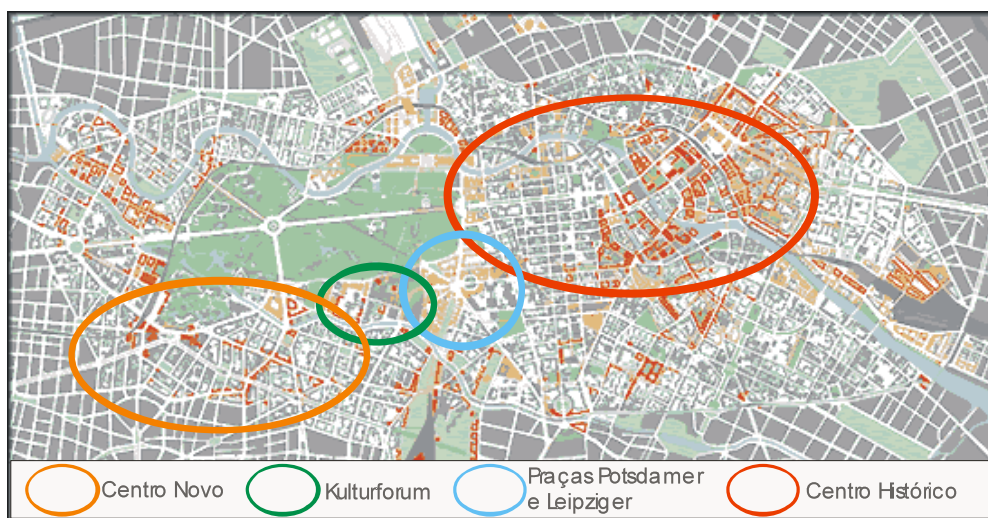 Centro Novo
Kulturforum
Praças Potsdamer
e Leipziger
Centro Histórico